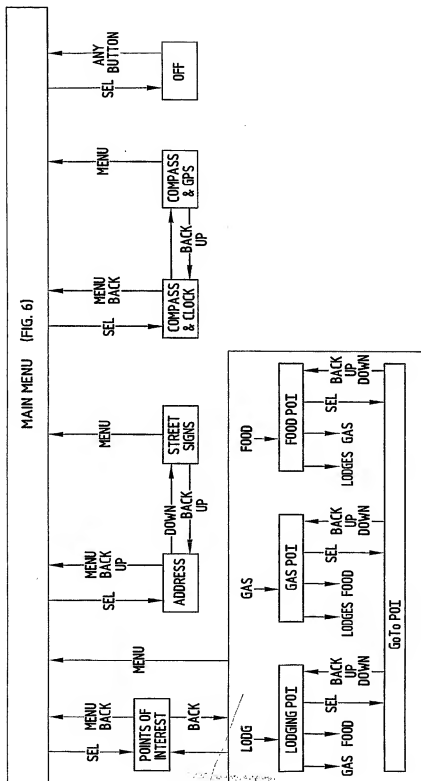 MAIN MENU (FIG. 6)
SEL
MENU
BACK
POINTS OF
INTEREST
BACK
MENU
SEL
MENU
BACK
UP
ADDRESS
DOWN
BACK
UP
MENU
STREET
SIGNS
SEL
MENU
BACK
COMPASS
& CLOCK
BACK
UP
MENU
COMPASS
& GPS
SEL
ANY
BUTTON
OFF
LODG
LODGING POI
GAS
FOOD
SEL
BACK
UP
DOWN
GAS
GAS POI
LODGES
FOOD
SEL
BACK
UP
DOWN
FOOD
FOOD POI
LODGES
GAS
SEL
BACK
UP
DOWN
GoTo POI